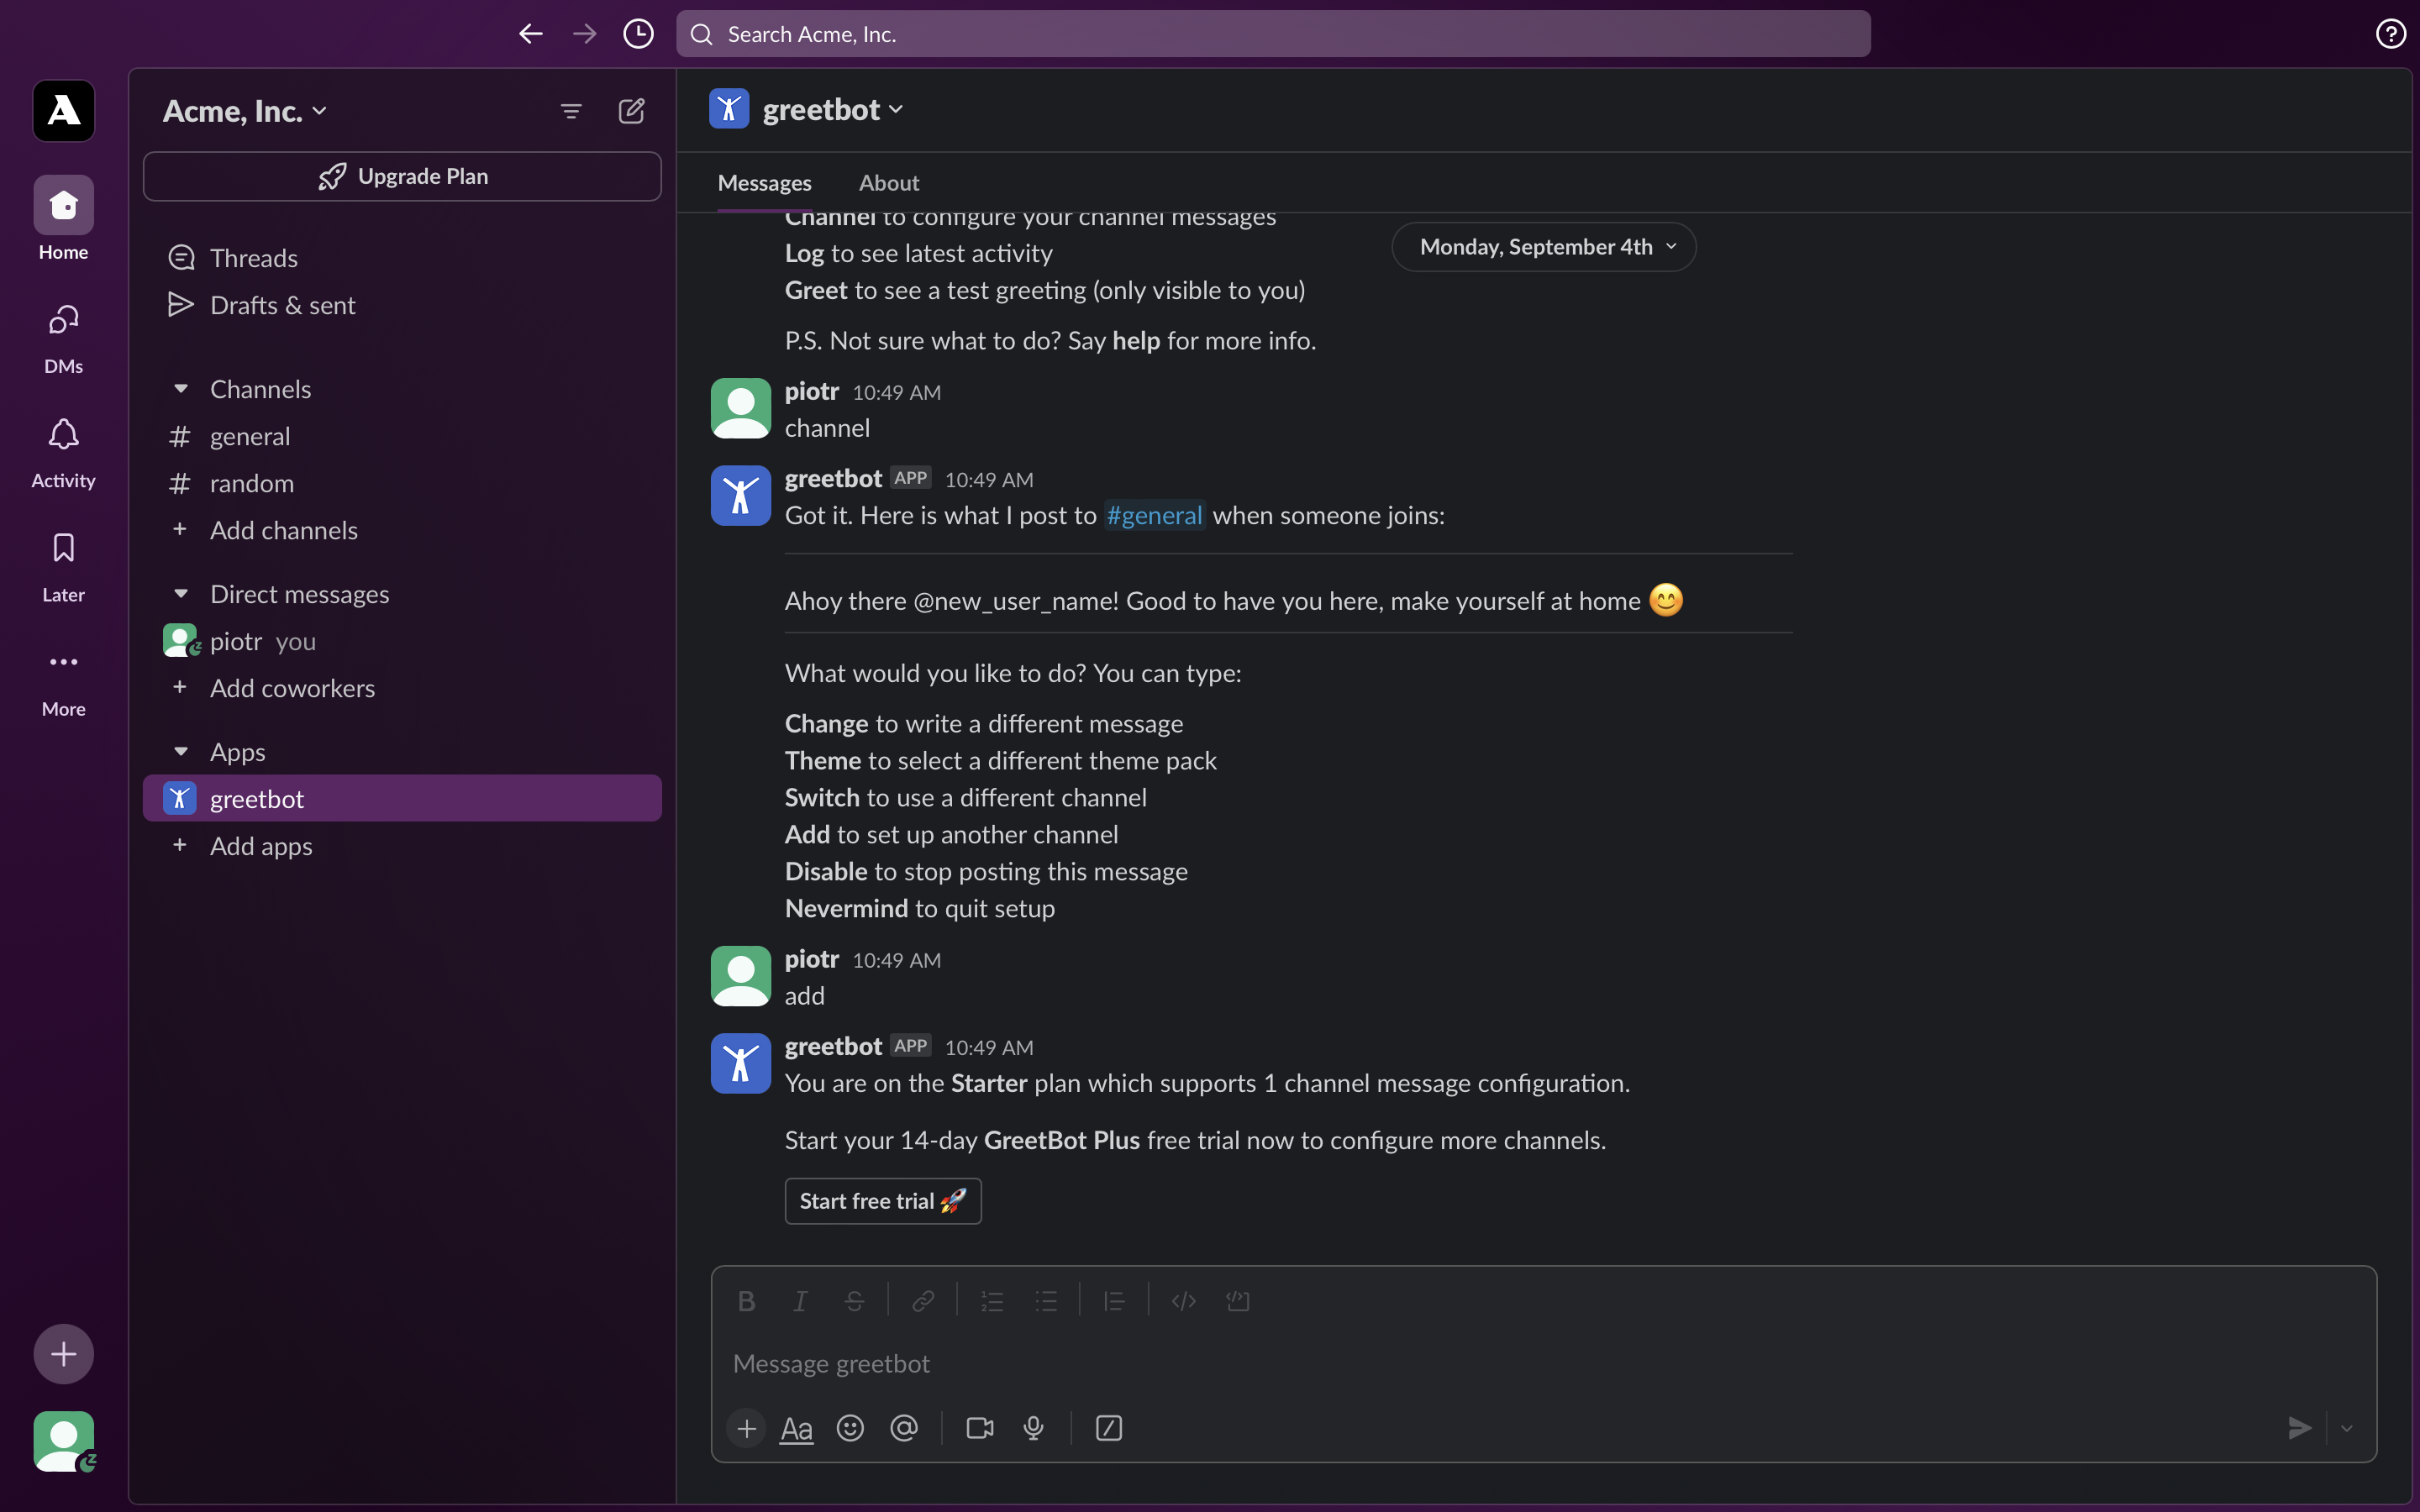 Search Acme, Inc.
Acme, Inc.
Upgrade Plan
Home
DMs
Activity
Later
More
Threads
Drafts & sent
Channels
# general
# random
+ Add channels
Direct messages
piotr you
+ Add coworkers
Apps
greetbot
+ Add apps
greetbot
Messages About
Monday, September 4th
Channel to configure your channel messages
Log to see latest activity
Greet to see a test greeting (only visible to you)
P.S. Not sure what to do? Say help for more info.
piotr 10:49 AM
channel
greetbot APP 10:49 AM
Got it. Here is what I post to #general when someone joins:
Ahoy there @new_user_name! Good to have you here, make yourself at home 😊
What would you like to do? You can type:
Change to write a different message
Theme to select a different theme pack
Switch to use a different channel
Add to set up another channel
Disable to stop posting this message
Nevermind to quit setup
piotr 10:49 AM
add
greetbot APP 10:49 AM
You are on the Starter plan which supports 1 channel message configuration.
Start your 14-day GreetBot Plus free trial now to configure more channels.
Start free trial 🚀
Message greetbot
Aa